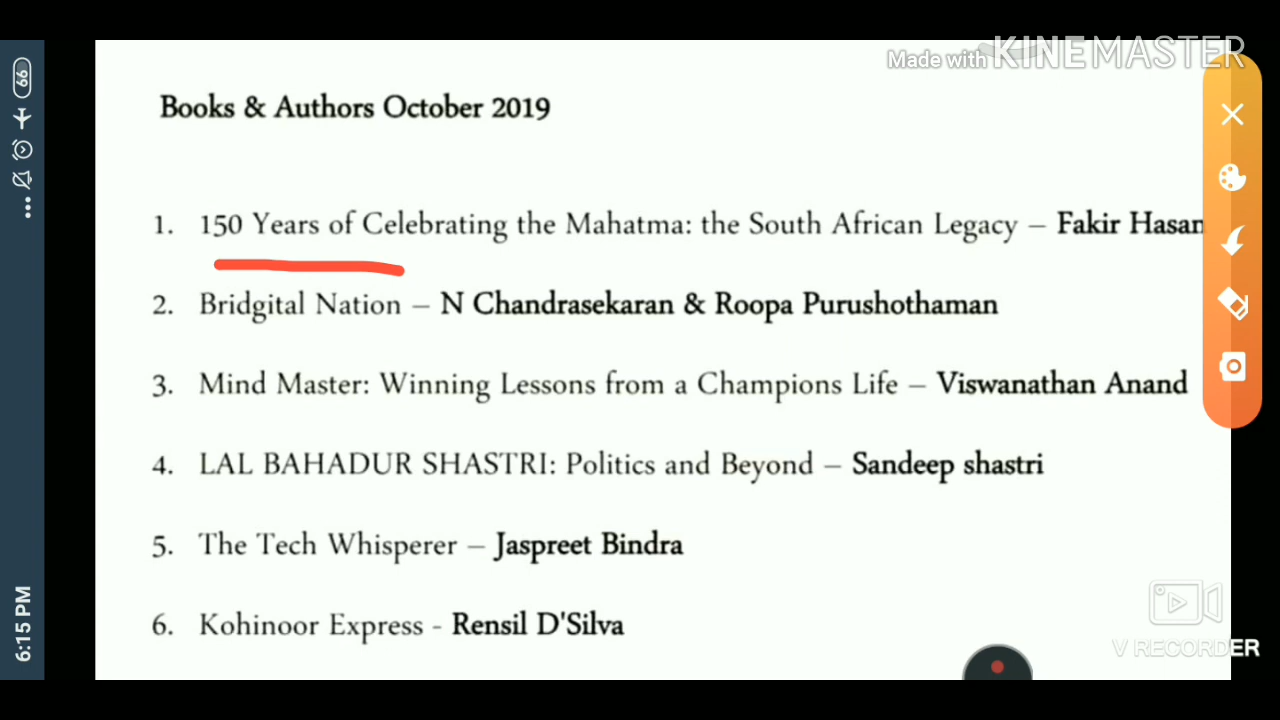 Made with KINEMASTER
66
Books & Authors October 2019
1. 150 Years of Celebrating the Mahatma: the South African Legacy – Fakir Hasan
2. Bridgital Nation – N Chandrasekaran & Roopa Purushothaman
3. Mind Master: Winning Lessons from a Champions Life – Viswanathan Anand
4. LAL BAHADUR SHASTRI: Politics and Beyond – Sandeep shastri
5. The Tech Whisperer – Jaspreet Bindra
6. Kohinoor Express - Rensil D'Silva
6:15 PM
V RECORDER